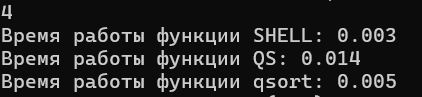 4
Время работы функции SHELL: 0.003
Время работы функции QS: 0.014
Время работы функции qsort: 0.005